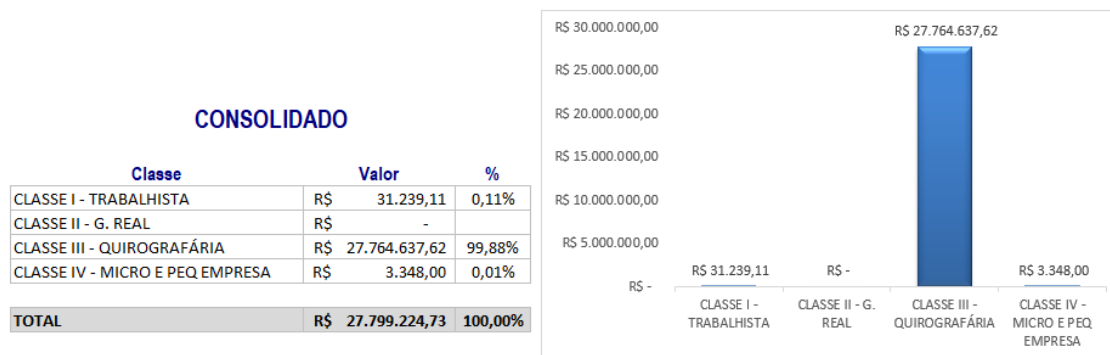 CONSOLIDADO
Classe Valor %
CLASSE I - TRABALHISTA R$ 31.239,11 0,11%
CLASSE II - G. REAL R$ -
CLASSE III - QUIROGRAFÁRIA R$ 27.764.637,62 99,88%
CLASSE IV - MICRO E PEQ EMPRESA R$ 3.348,00 0,01%
TOTAL R$ 27.799.224,73 100,00%
R$ 30.000.000,00
R$ 25.000.000,00
R$ 20.000.000,00
R$ 15.000.000,00
R$ 10.000.000,00
R$ 5.000.000,00
R$ -
R$ 31.239,11 R$ - R$ 27.764.637,62 R$ 3.348,00
CLASSE I -
TRABALHISTA
CLASSE II - G.
REAL
CLASSE III -
QUIROGRAFÁRIA
CLASSE IV -
MICRO E PEQ
EMPRESA